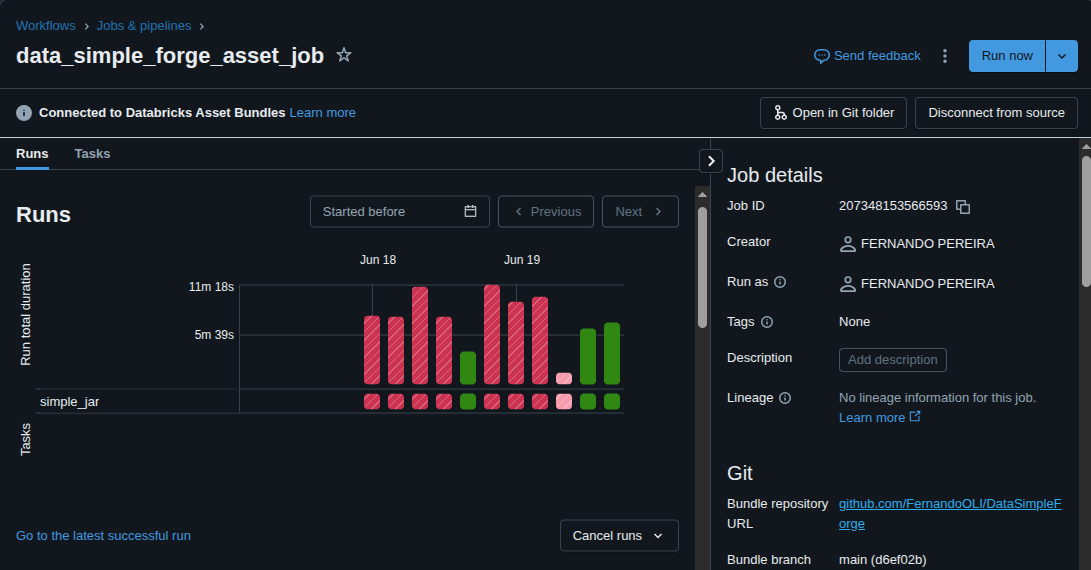 Workflows > Jobs & pipelines >
data_simple_forge_asset_job
Send feedback
Run now
Connected to Databricks Asset Bundles Learn more
Open in Git folder
Disconnect from source
Runs Tasks
Runs
Started before
Previous
Next
Jun 18 Jun 19
Run total duration
11m 18s
5m 39s
simple_jar
Tasks
Go to the latest successful run
Cancel runs
Job details
Job ID 207348153566593
Creator FERNANDO PEREIRA
Run as FERNANDO PEREIRA
Tags None
Description Add description
Lineage No lineage information for this job.
Learn more
Git
Bundle repository github.com/FernandoOLI/DataSimpleF
URL orge
Bundle branch main (d6ef02b)